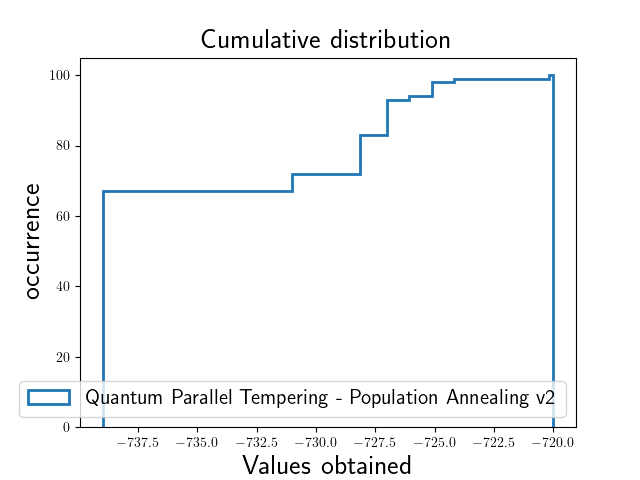 Cumulative distribution
occurrence
100
80
60
40
20
0
Quantum Parallel Tempering - Population Annealing v2
−737.5 −735.0 −732.5 −730.0 −727.5 −725.0 −722.5 −720.0
Values obtained